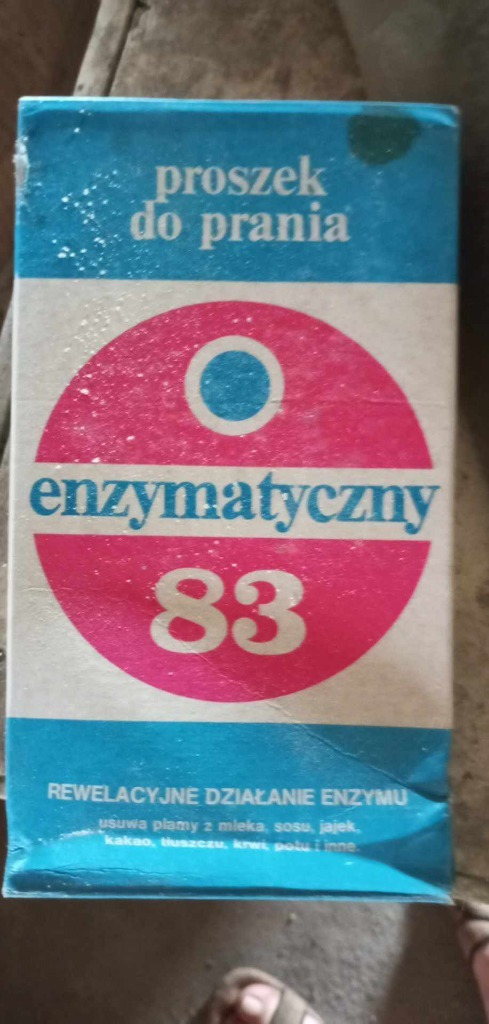 proszek
do prania
enzymatyczny
83
REWELACYJNE DZIAŁANIE ENZYMU
usuwa plamy z mleka, sosu, jajek,
kakao, tłuszczu, krwi, potu i inne.